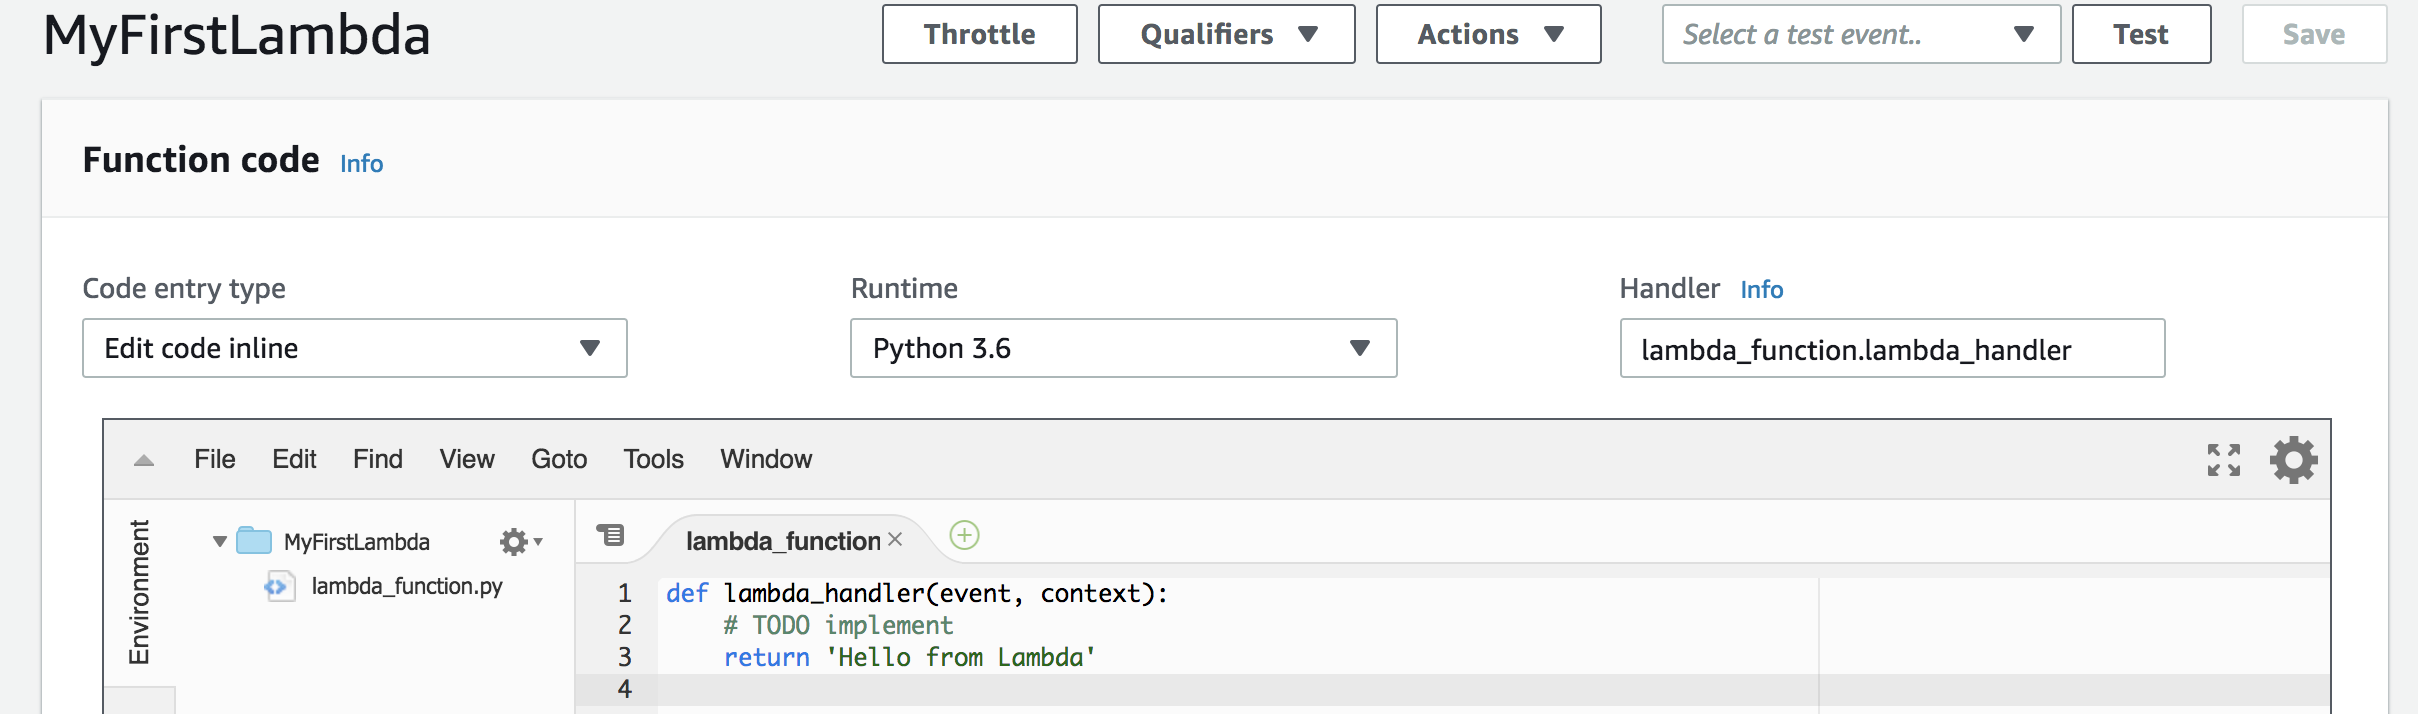 MyFirstLambda
Throttle
Qualifiers
Actions
Select a test event..
Test
Save
Function code Info
Code entry type
Edit code inline
Runtime
Python 3.6
Handler Info
lambda_function.lambda_handler
File Edit Find View Goto Tools Window
Environment
MyFirstLambda
lambda_function.py
lambda_function
1 def lambda_handler(event, context):
2 # TODO implement
3 return 'Hello from Lambda'
4